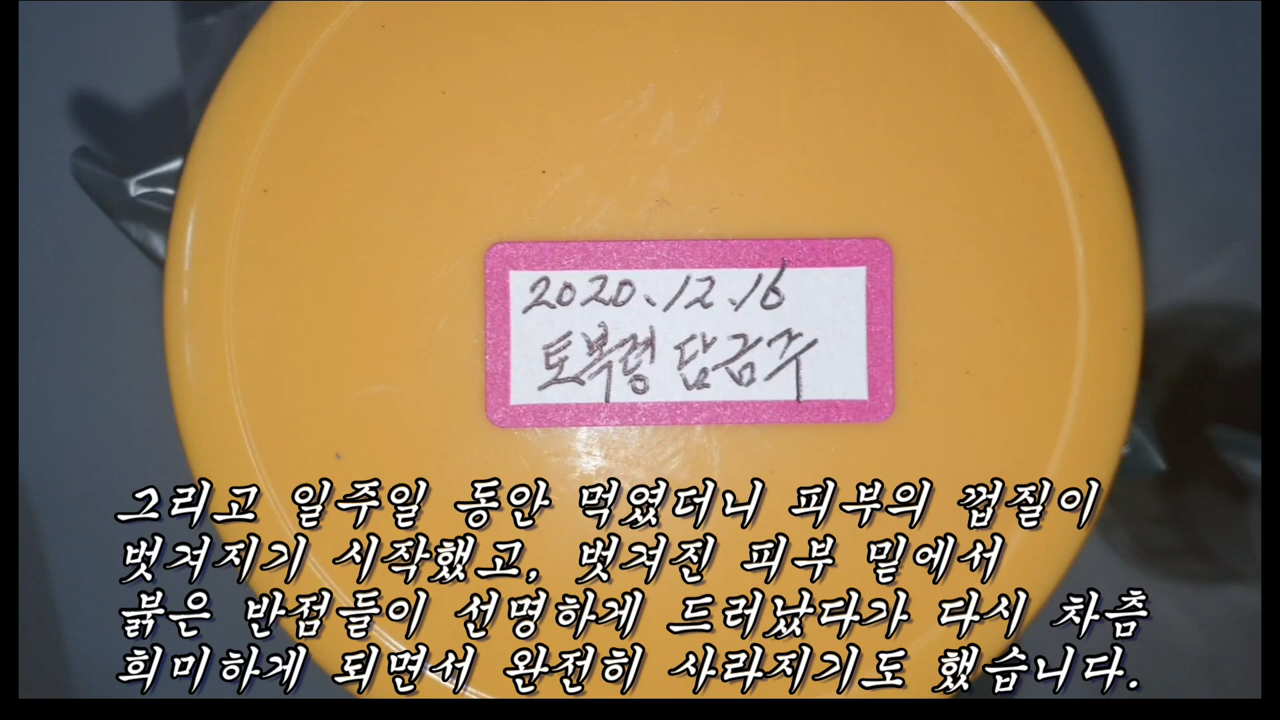 2020.12.16
토복령 담금주
그리고 일주일 동안 먹였더니 피부의 껍질이
벗겨지기 시작했고, 벗겨진 피부 밑에서
붉은 반점들이 선명하게 드러났다가 다시 차츰
희미하게 되면서 완전히 사라지기도 했습니다.